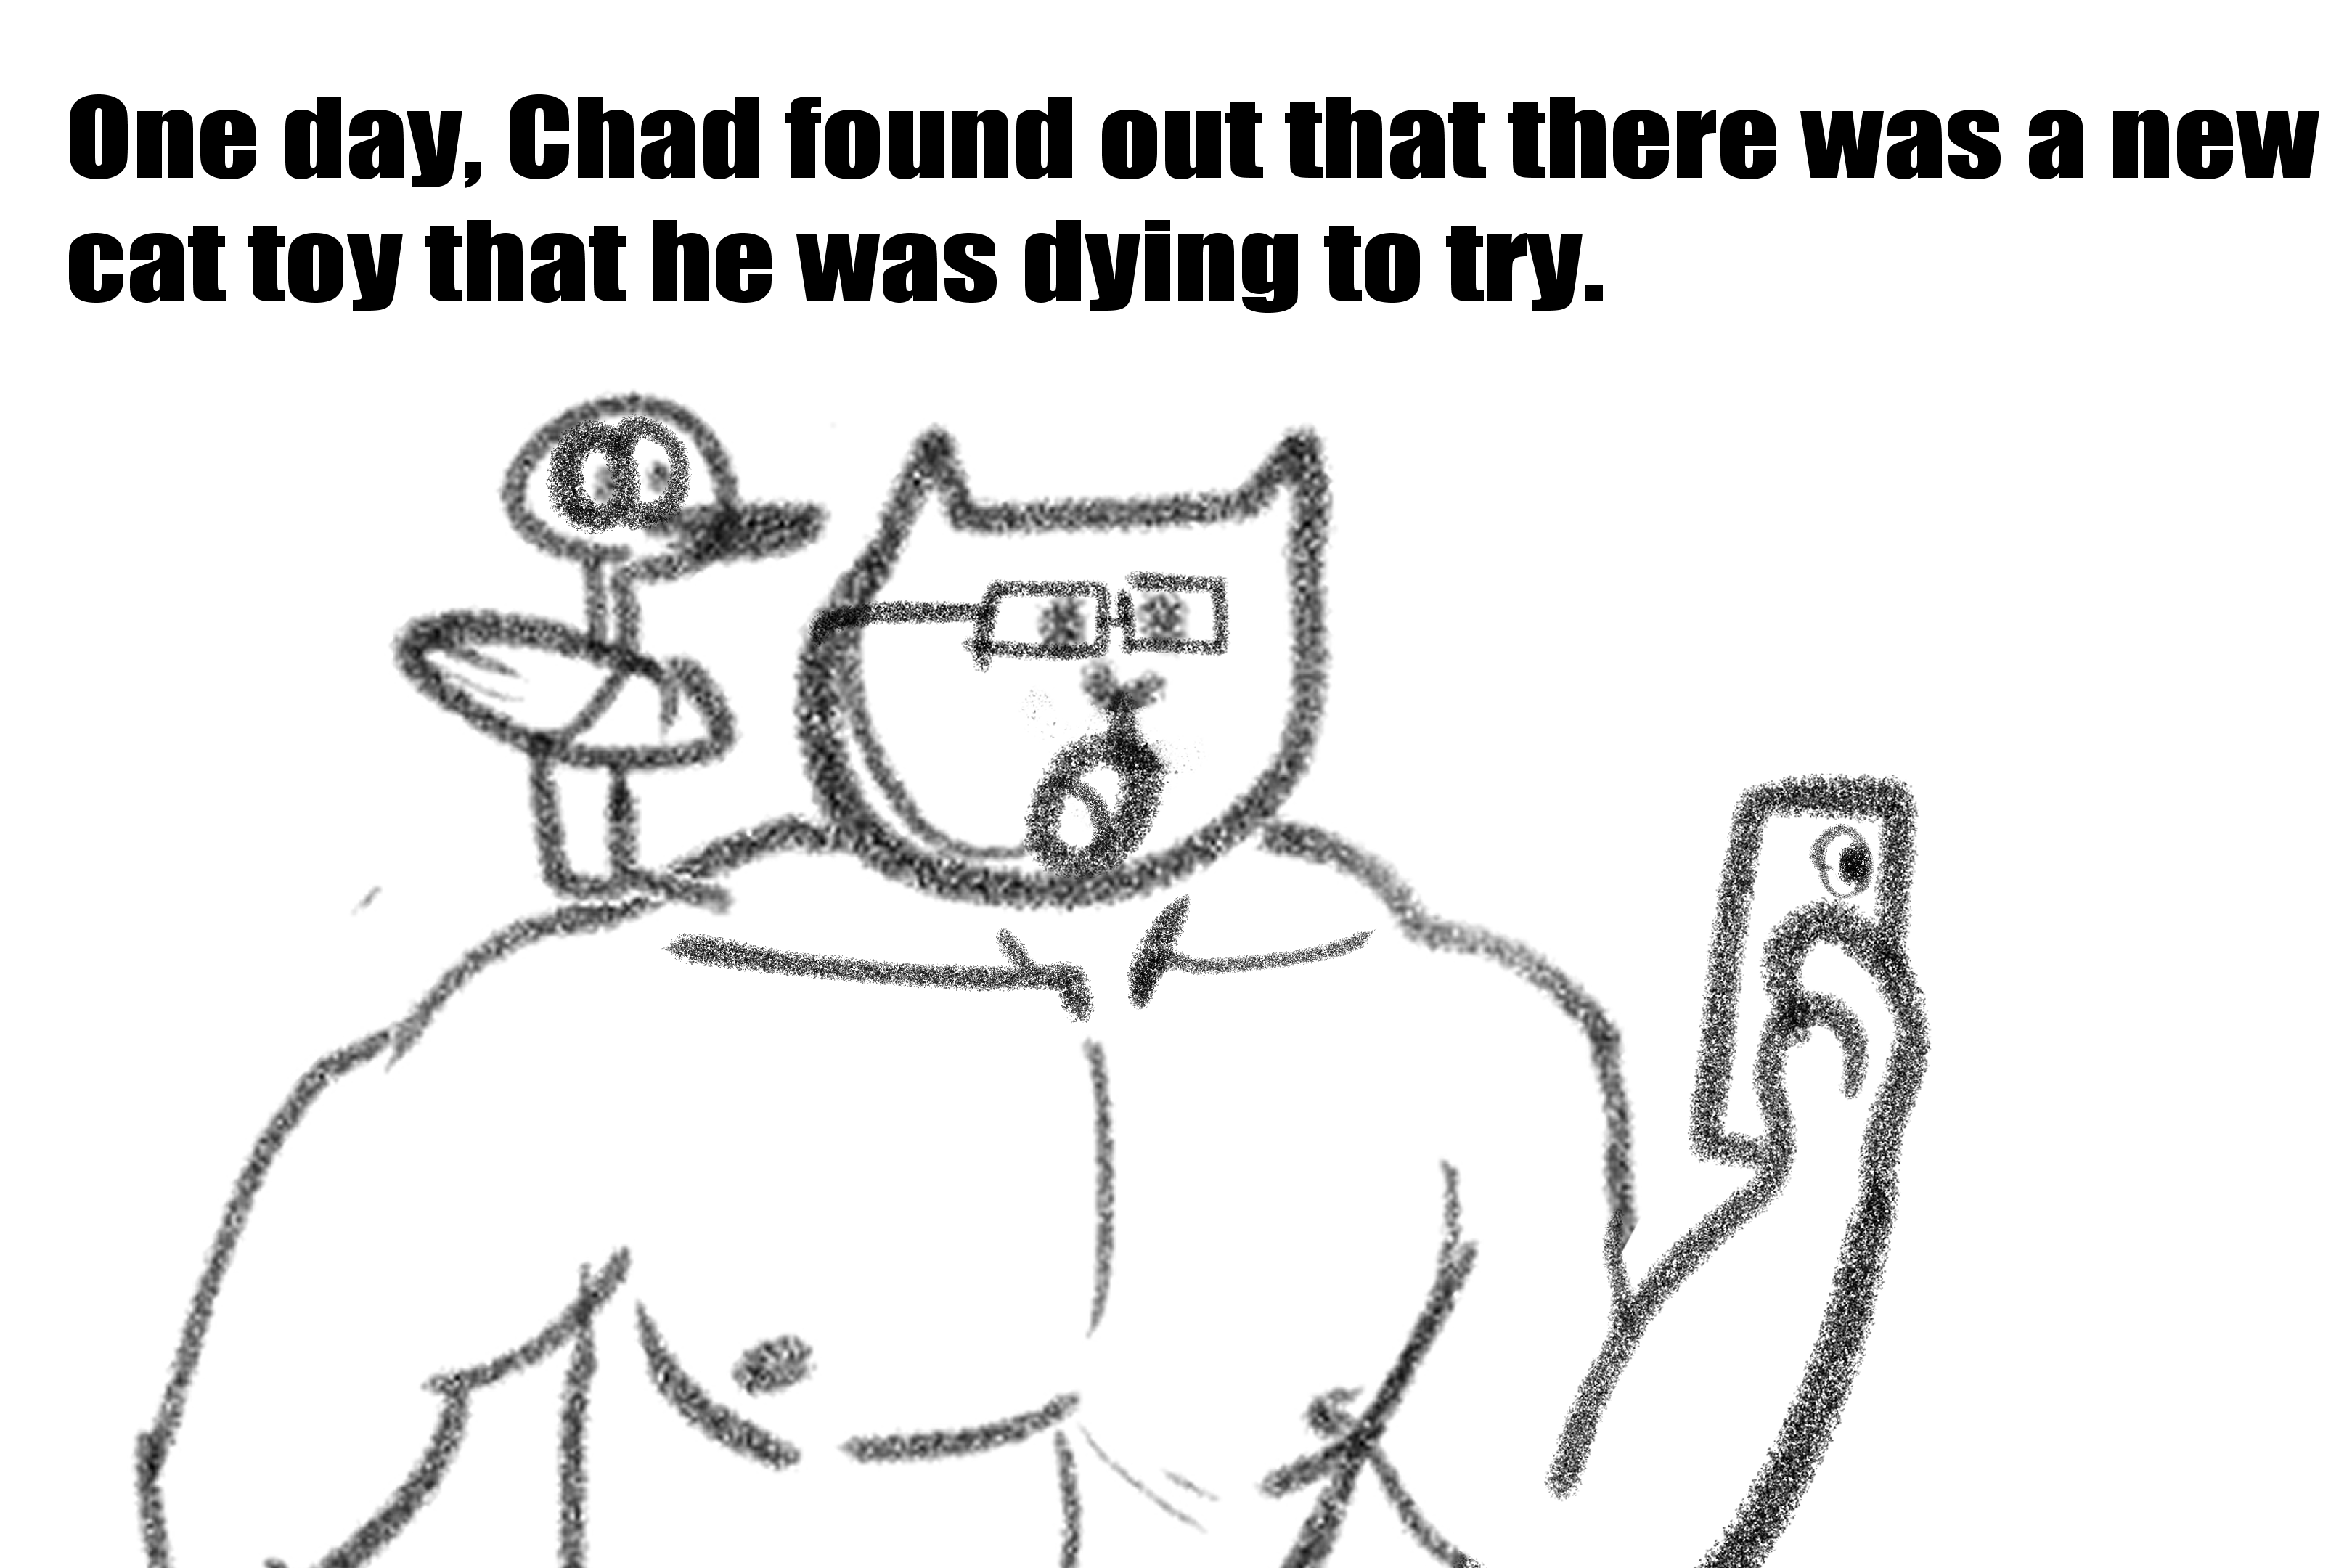 One day, Chad found out that there was a new
cat toy that he was dying to try.